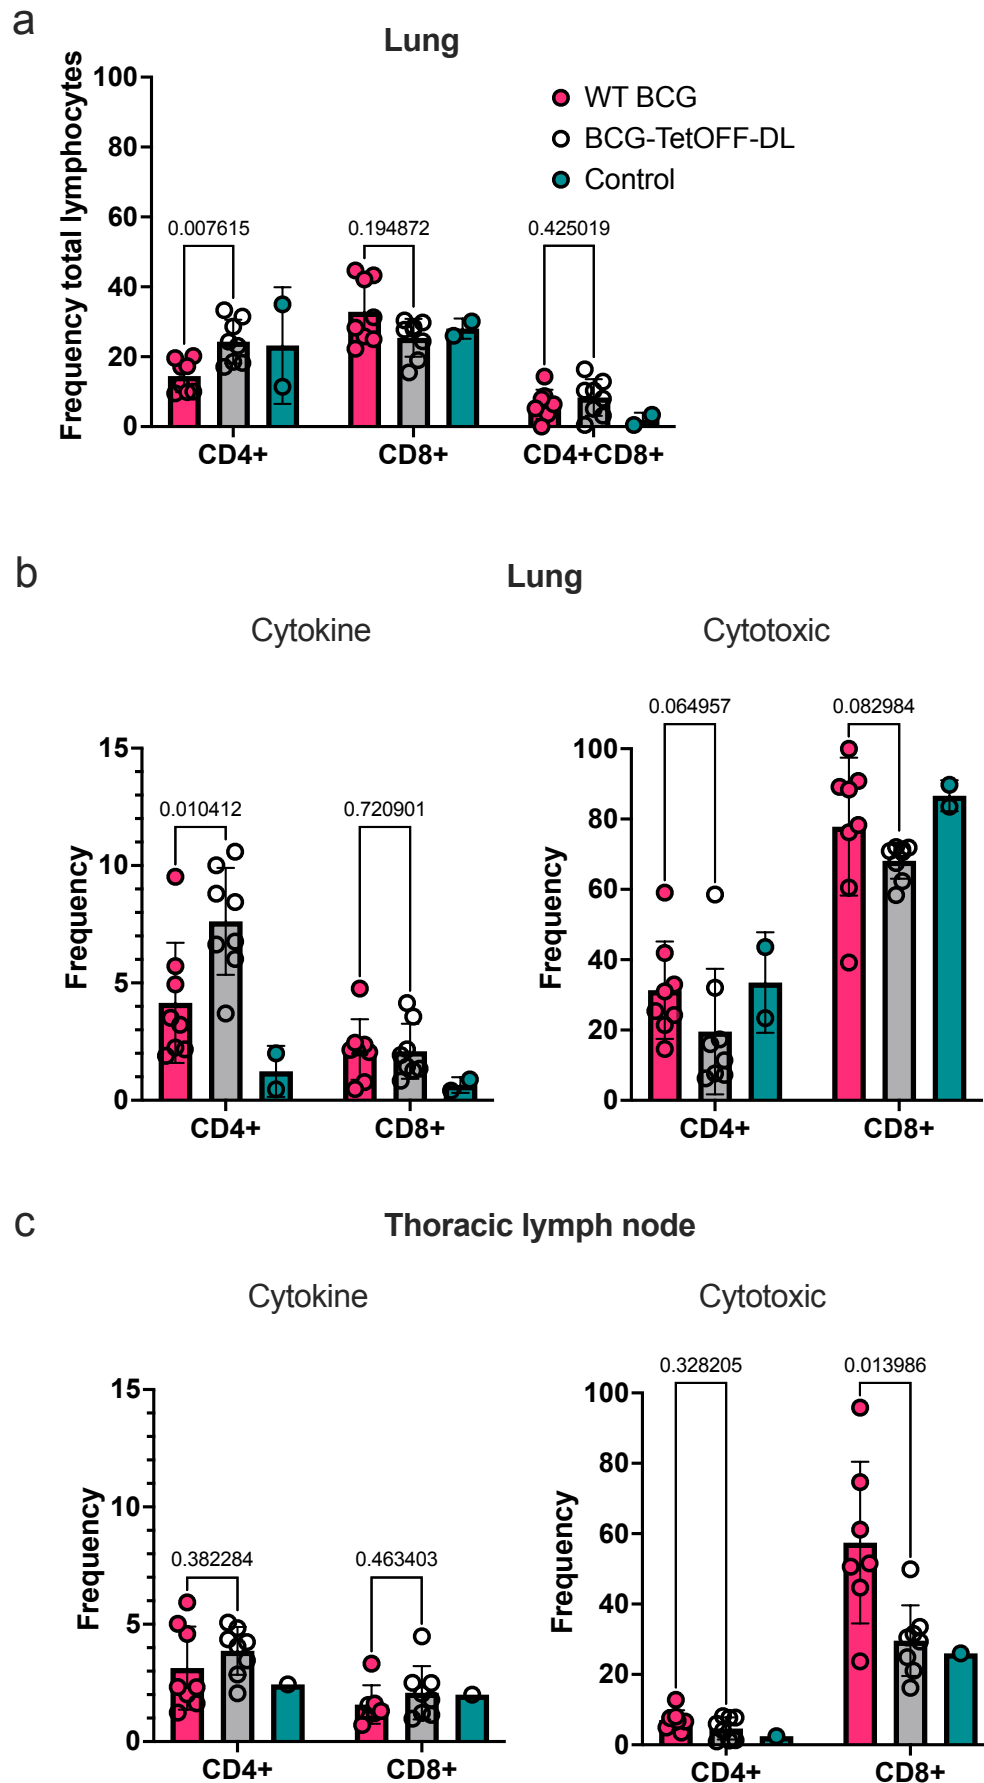 a
Lung
Frequency total lymphocytes
100
80
60
40
20
0
WT BCG
BCG-TetOFF-DL
Control
0.007615
0.194872
0.425019
CD4+
CD8+
CD4+CD8+
b
Lung
Cytokine
Frequency
15
10
5
0
0.010412
0.720901
CD4+
CD8+
Cytotoxic
Frequency
100
80
60
40
20
0
0.064957
0.082984
CD4+
CD8+
c
Thoracic lymph node
Cytokine
Frequency
15
10
5
0
0.382284
0.463403
CD4+
CD8+
Cytotoxic
Frequency
100
80
60
40
20
0
0.328205
0.013986
CD4+
CD8+